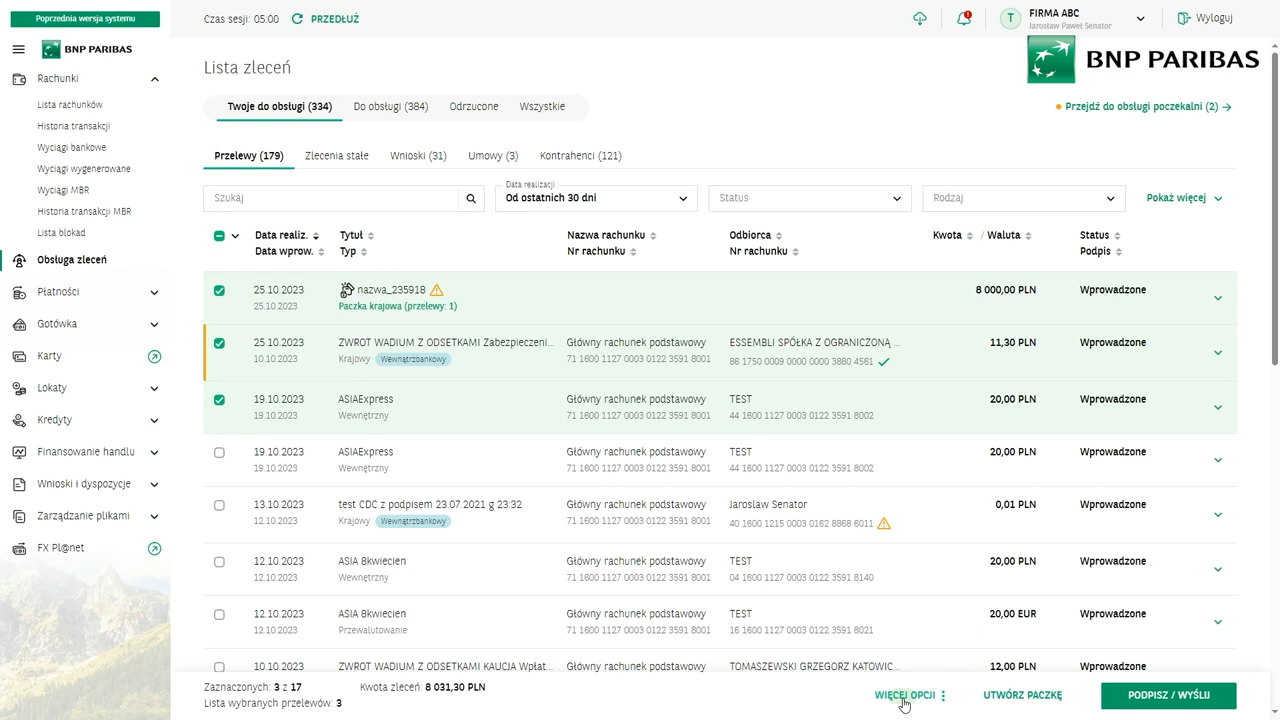 Poprzednia wersja systemu
BNP PARIBAS
Rachunki
Lista rachunków
Historia transakcji
Wyciągi bankowe
Wyciągi wygenerowane
Wyciągi MBR
Historia transakcji MBR
Lista blokad
Obsługa zleceń
Płatności
Gotówka
Karty
Lokaty
Kredyty
Finansowanie handlu
Wnioski i dyspozycje
Zarządzanie plikami
FX Pl@net
Czas sesji: 05:00 PRZEDŁUŻ
T FIRMA ABC
Jarosław Paweł Senator
Wyloguj
BNP PARIBAS
Lista zleceń
Twoje do obsługi (334) Do obsługi (384) Odrzucone Wszystkie
Przejdź do obsługi poczekalni (2)
Przelewy (179) Zlecenia stałe Wnioski (31) Umowy (3) Kontrahenci (121)
Szukaj
Data realizacji
Od ostatnich 30 dni
Status
Rodzaj
Pokaż więcej
Data realiz. Tytuł Nazwa rachunku Odbiorca Kwota / Waluta Status
Data wprow. Typ Nr rachunku Nr rachunku Podpis
25.10.2023 nazwa_235918 8 000,00 PLN Wprowadzone
25.10.2023 Paczka krajowa (przelewy: 1)
25.10.2023 ZWROT WADIUM Z ODSETKAMI Zabezpieczeni... Główny rachunek podstawowy ESSEMBLI SPÓŁKA Z OGRANICZONĄ ... 11,30 PLN Wprowadzone
10.10.2023 Krajowy Wewnątrzbankowy 71 1600 1127 0003 0122 3591 8001 86 1750 0009 0000 0000 3880 4561
19.10.2023 ASIAExpress Główny rachunek podstawowy TEST 20,00 PLN Wprowadzone
19.10.2023 Wewnętrzny 71 1600 1127 0003 0122 3591 8001 44 1600 1127 0003 0122 3591 8002
19.10.2023 ASIAExpress Główny rachunek podstawowy TEST 20,00 PLN Wprowadzone
19.10.2023 Wewnętrzny 71 1600 1127 0003 0122 3591 8001 44 1600 1127 0003 0122 3591 8002
13.10.2023 test CDC z podpisem 23.07.2021 g 23:32 Główny rachunek podstawowy Jaroslaw Senator 0,01 PLN Wprowadzone
12.10.2023 Krajowy Wewnątrzbankowy 71 1600 1127 0003 0122 3591 8001 40 1600 1215 0003 0162 8868 6011
12.10.2023 ASIA 8kwiecien Główny rachunek podstawowy TEST 20,00 PLN Wprowadzone
12.10.2023 Wewnętrzny 71 1600 1127 0003 0122 3591 8001 04 1600 1127 0003 0122 3591 8140
12.10.2023 ASIA 8kwiecien Główny rachunek podstawowy TEST 20,00 EUR Wprowadzone
12.10.2023 Przewalutowanie 71 1600 1127 0003 0122 3591 8001 16 1600 1127 0003 0122 3591 8021
10.10.2023 ZWROT WADIUM Z ODSETKAMI KAUCJA Wpłat... Główny rachunek podstawowy TOMASZEWSKI GRZEGORZ KATOWIC... 12,00 PLN Wprowadzone
Zaznaczonych: 3 z 17 Kwota zleceń: 8 031,30 PLN
Lista wybranych przelewów: 3
WIĘCEJ OPCJI UTWÓRZ PACZKĘ PODPISZ / WYŚLIJ